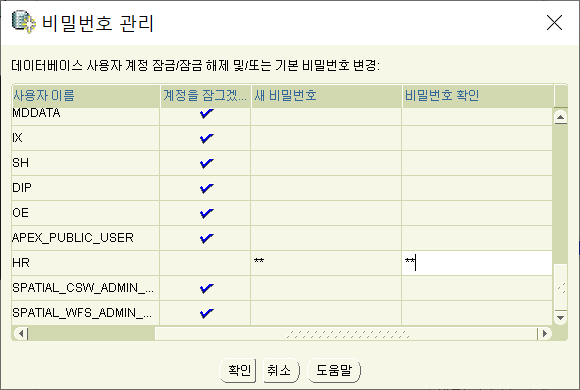 비밀번호 관리
데이터베이스 사용자 계정 잠금/잠금 해제 및/또는 기본 비밀번호 변경:
사용자 이름 계정을 잠그겠... 새 비밀번호 비밀번호 확인
MDDATA
IX
SH
DIP
OE
APEX_PUBLIC_USER
HR ** **
SPATIAL_CSW_ADMIN_...
SPATIAL_WFS_ADMIN_...
확인 취소 도움말